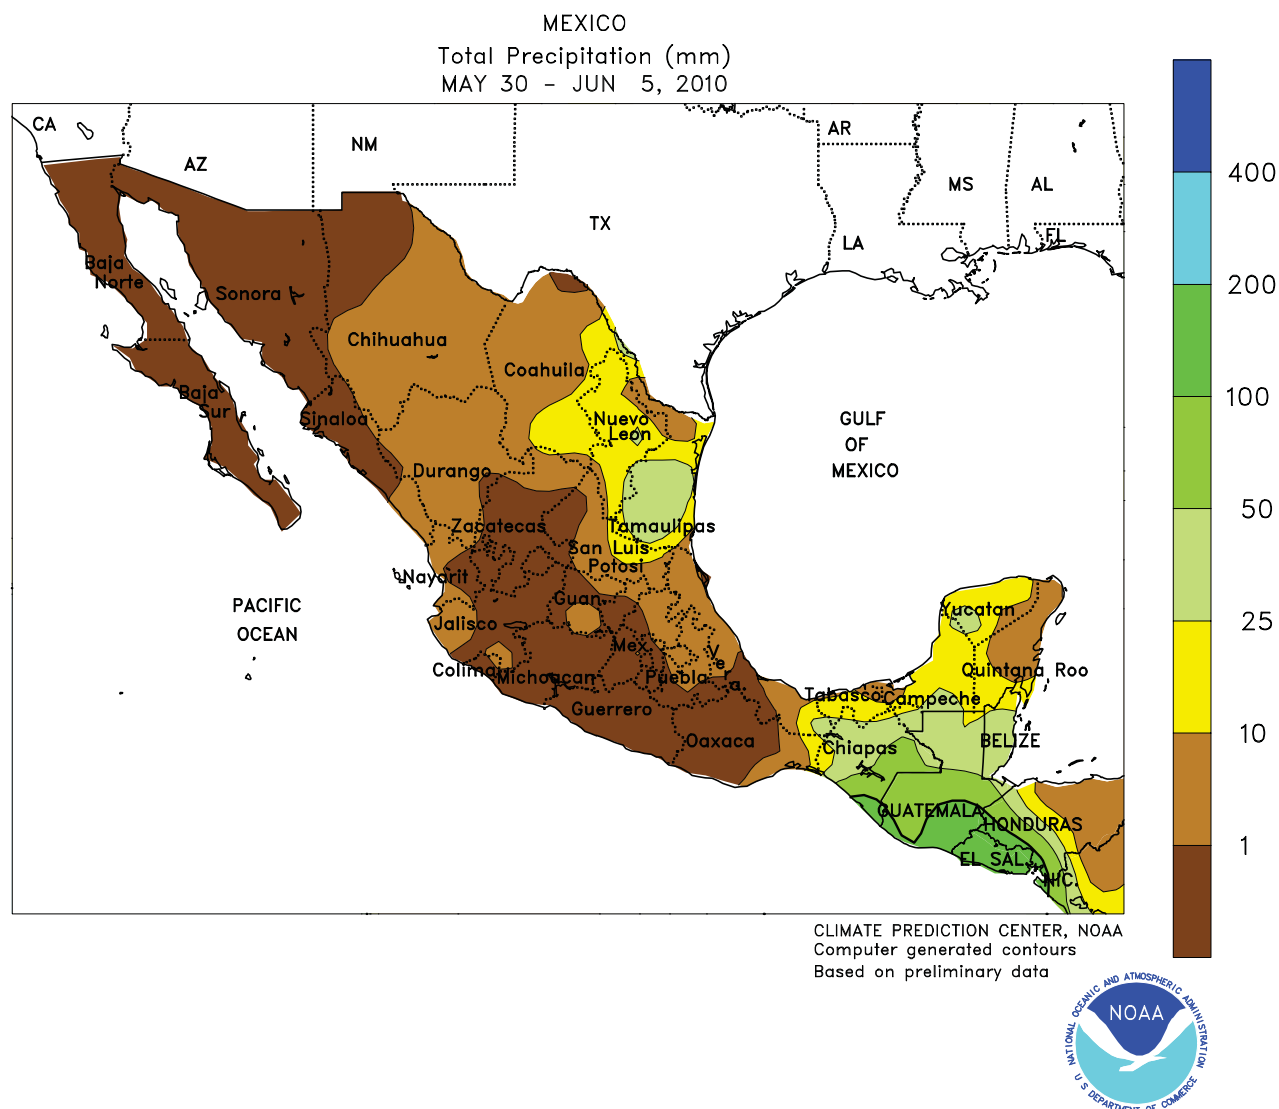 MEXICO
Total Precipitation (mm)
MAY 30 - JUN 5, 2010
CA
AZ
NM
TX
AR
MS
AL
LA
FL
Baja
Norte
Sonora
Chihuahua
Coahuila
Baja
Sur
Sinaloa
Nuevo
Leon
GULF
OF
MEXICO
Durango
Zacatecas
Tamaulipas
San Luis
Potosi
Nayarit
PACIFIC
OCEAN
Guan.
Jalisco
Yucatan
Mex.
Ver
a.
Colima
Michoacan
Puebla
Quintana Roo
Guerrero
Tabasco
Campeche
Oaxaca
Chiapas
BELIZE
GUATEMALA
HONDURAS
EL SAL.
NIC.
400
200
100
50
25
10
1
CLIMATE PREDICTION CENTER, NOAA
Computer generated contours
Based on preliminary data
NATIONAL OCEANIC AND ATMOSPHERIC ADMINISTRATION
NOAA
U S DEPARTMENT OF COMMERCE